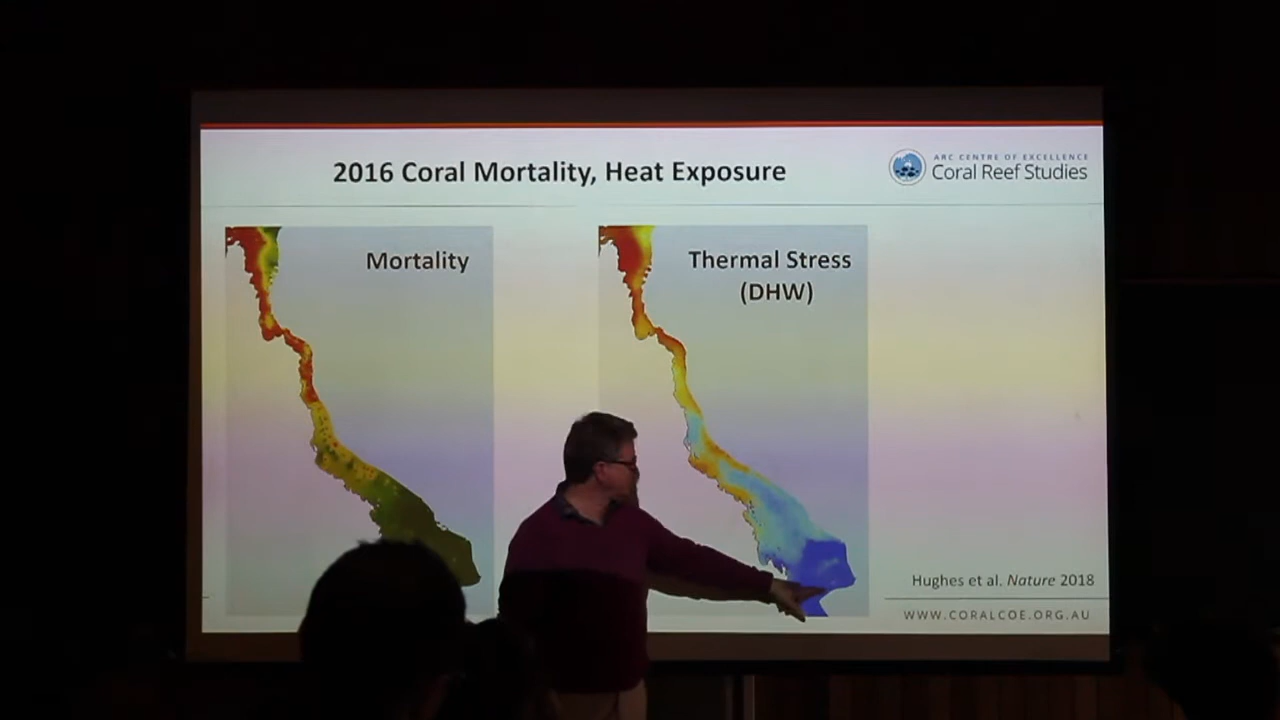 2016 Coral Mortality, Heat Exposure
ARC CENTRE OF EXCELLENCE
Coral Reef Studies
Mortality
Thermal Stress
(DHW)
Hughes et al. Nature 2018
WWW.CORALCOE.ORG.AU